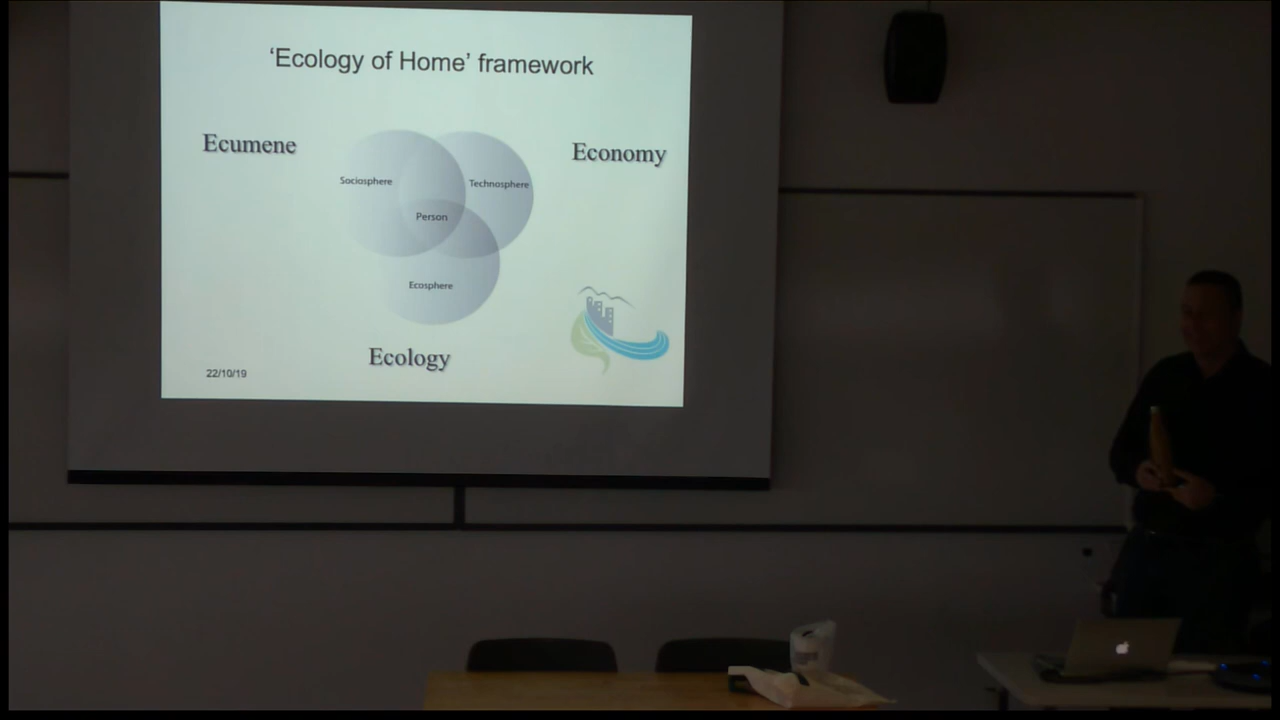 ‘Ecology of Home’ framework
Ecumene
Economy
Sociosphere
Technosphere
Person
Ecosphere
Ecology
22/10/19